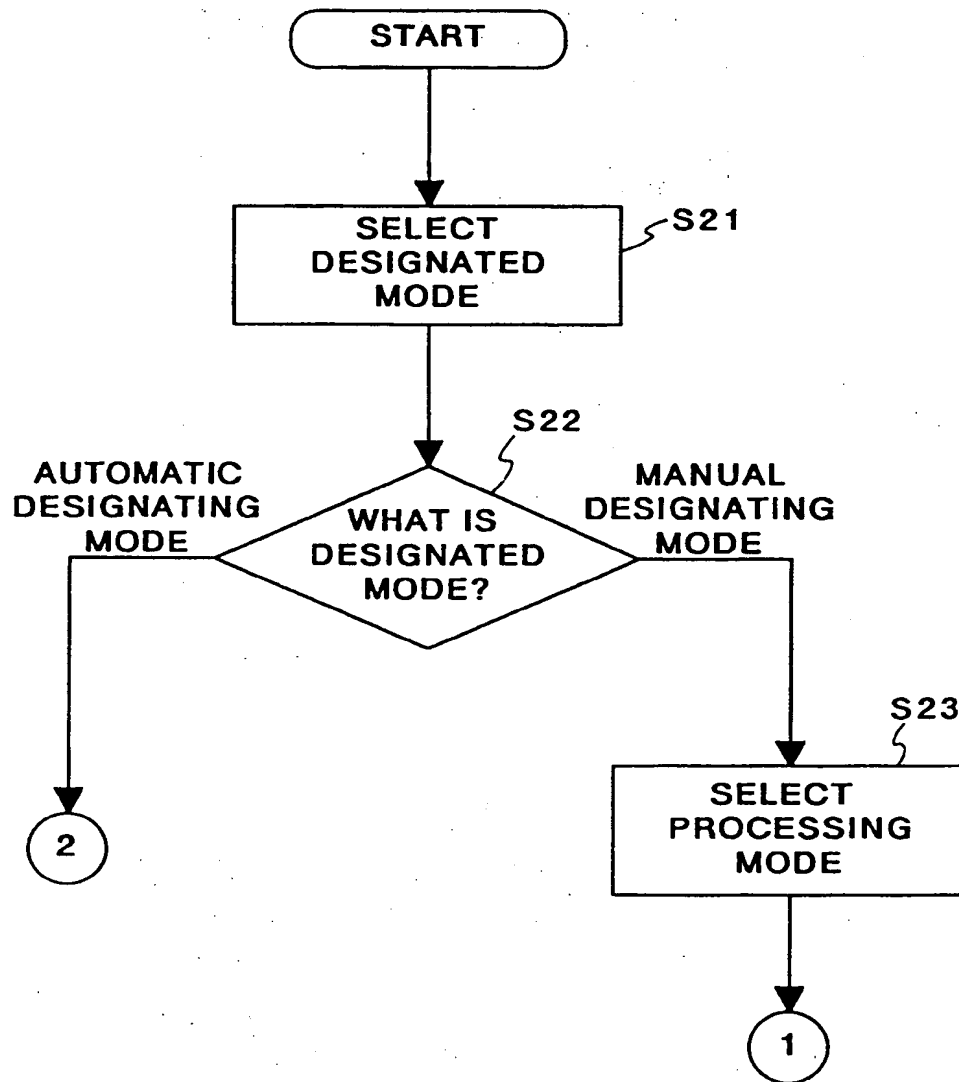 START
SELECT
DESIGNATED
MODE
S21
S22
AUTOMATIC
DESIGNATING
MODE
WHAT IS
DESIGNATED
MODE?
MANUAL
DESIGNATING
MODE
S23
SELECT
PROCESSING
MODE
2
1